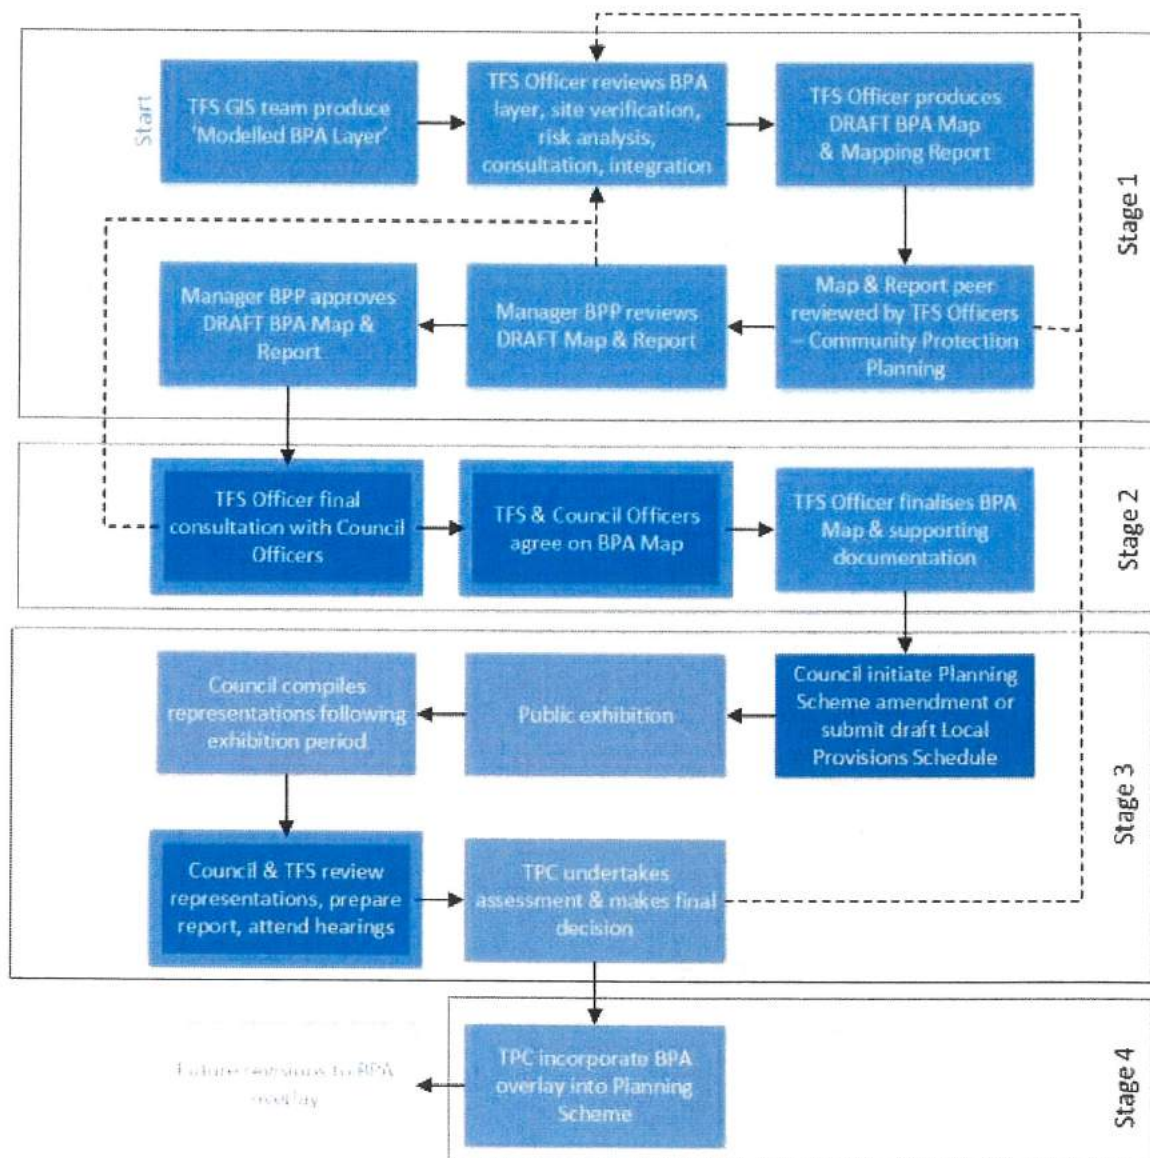 Start
TFS GIS team produce
'Modelled BPA Layer'
TFS Officer reviews BPA
layer, site verification,
risk analysis,
consultation, integration
TFS Officer produces
DRAFT BPA Map
& Mapping Report
Stage 1
Manager BPP approves
DRAFT BPA Map &
Report
Manager BPP reviews
DRAFT Map & Report
Map & Report peer
reviewed by TFS Officers
– Community Protection
Planning
TFS Officer final
consultation with Council
Officers
TFS & Council Officers
agree on BPA Map
TFS Officer finalises BPA
Map & supporting
documentation
Stage 2
Council compiles
representations following
exhibition period
Public exhibition
Council initiate Planning
Scheme amendment or
submit draft Local
Provisions Schedule
Stage 3
Council & TFS review
representations, prepare
report, attend hearings
TPC undertakes
assessment & makes final
decision
Future revisions to BPA
overlay
TPC incorporate BPA
overlay into Planning
Scheme
Stage 4